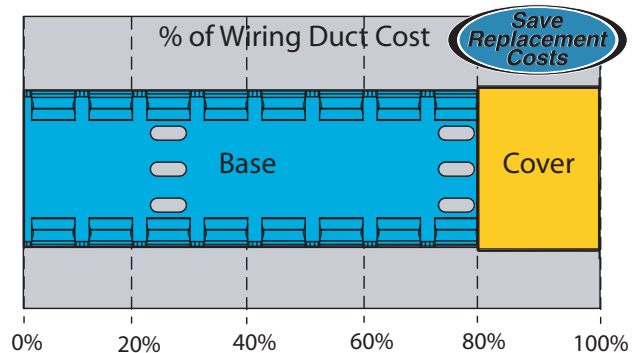 Save
Replacement
Costs
% of Wiring Duct Cost
Base
Cover
0% 20% 40% 60% 80% 100%